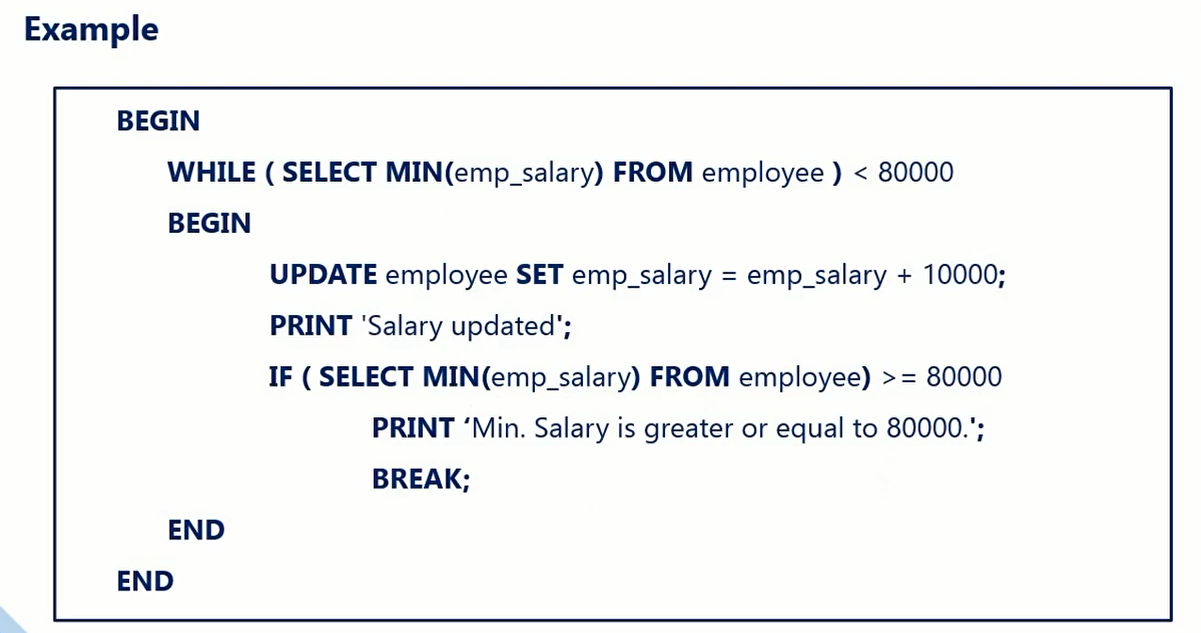 Example
BEGIN
WHILE ( SELECT MIN(emp_salary) FROM employee ) < 80000
BEGIN
UPDATE employee SET emp_salary = emp_salary + 10000;
PRINT 'Salary updated';
IF ( SELECT MIN(emp_salary) FROM employee) >= 80000
PRINT ‘Min. Salary is greater or equal to 80000.';
BREAK;
END
END